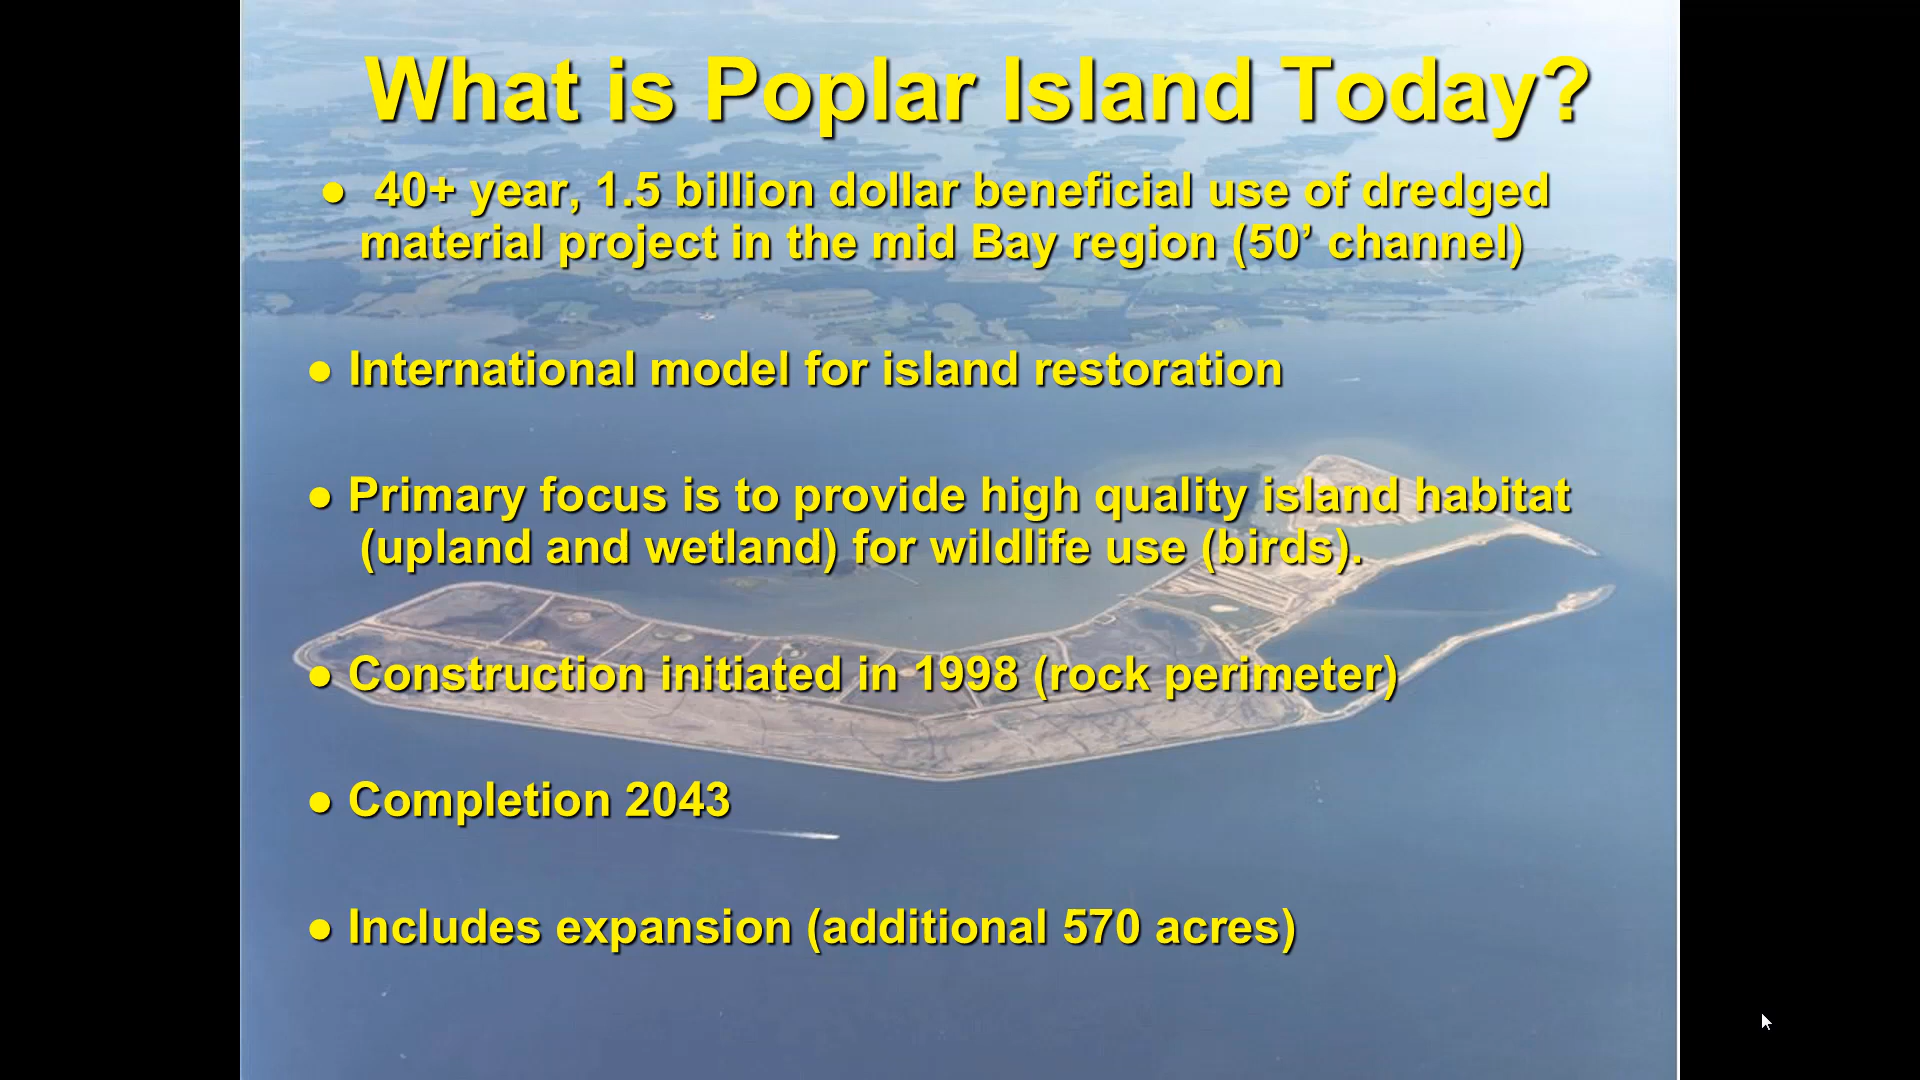 What is Poplar Island Today?
● 40+ year, 1.5 billion dollar beneficial use of dredged
material project in the mid Bay region (50’ channel)
● International model for island restoration
● Primary focus is to provide high quality island habitat
(upland and wetland) for wildlife use (birds).
● Construction initiated in 1998 (rock perimeter)
● Completion 2043
● Includes expansion (additional 570 acres)